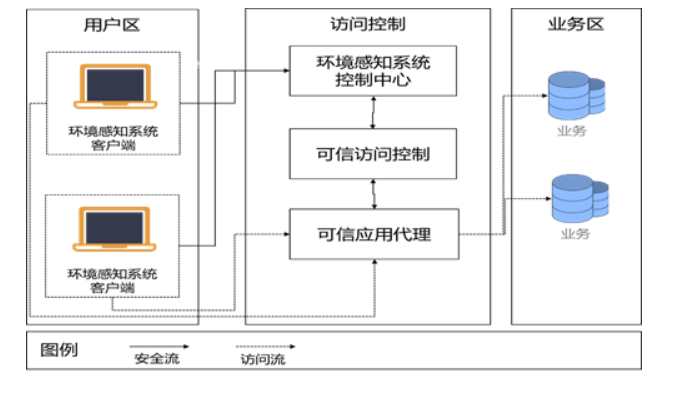 用户区
访问控制
业务区
环境感知系统
控制中心
环境感知系统
客户端
业务
可信访问控制
业务
可信应用代理
环境感知系统
客户端
图例
安全流
访问流